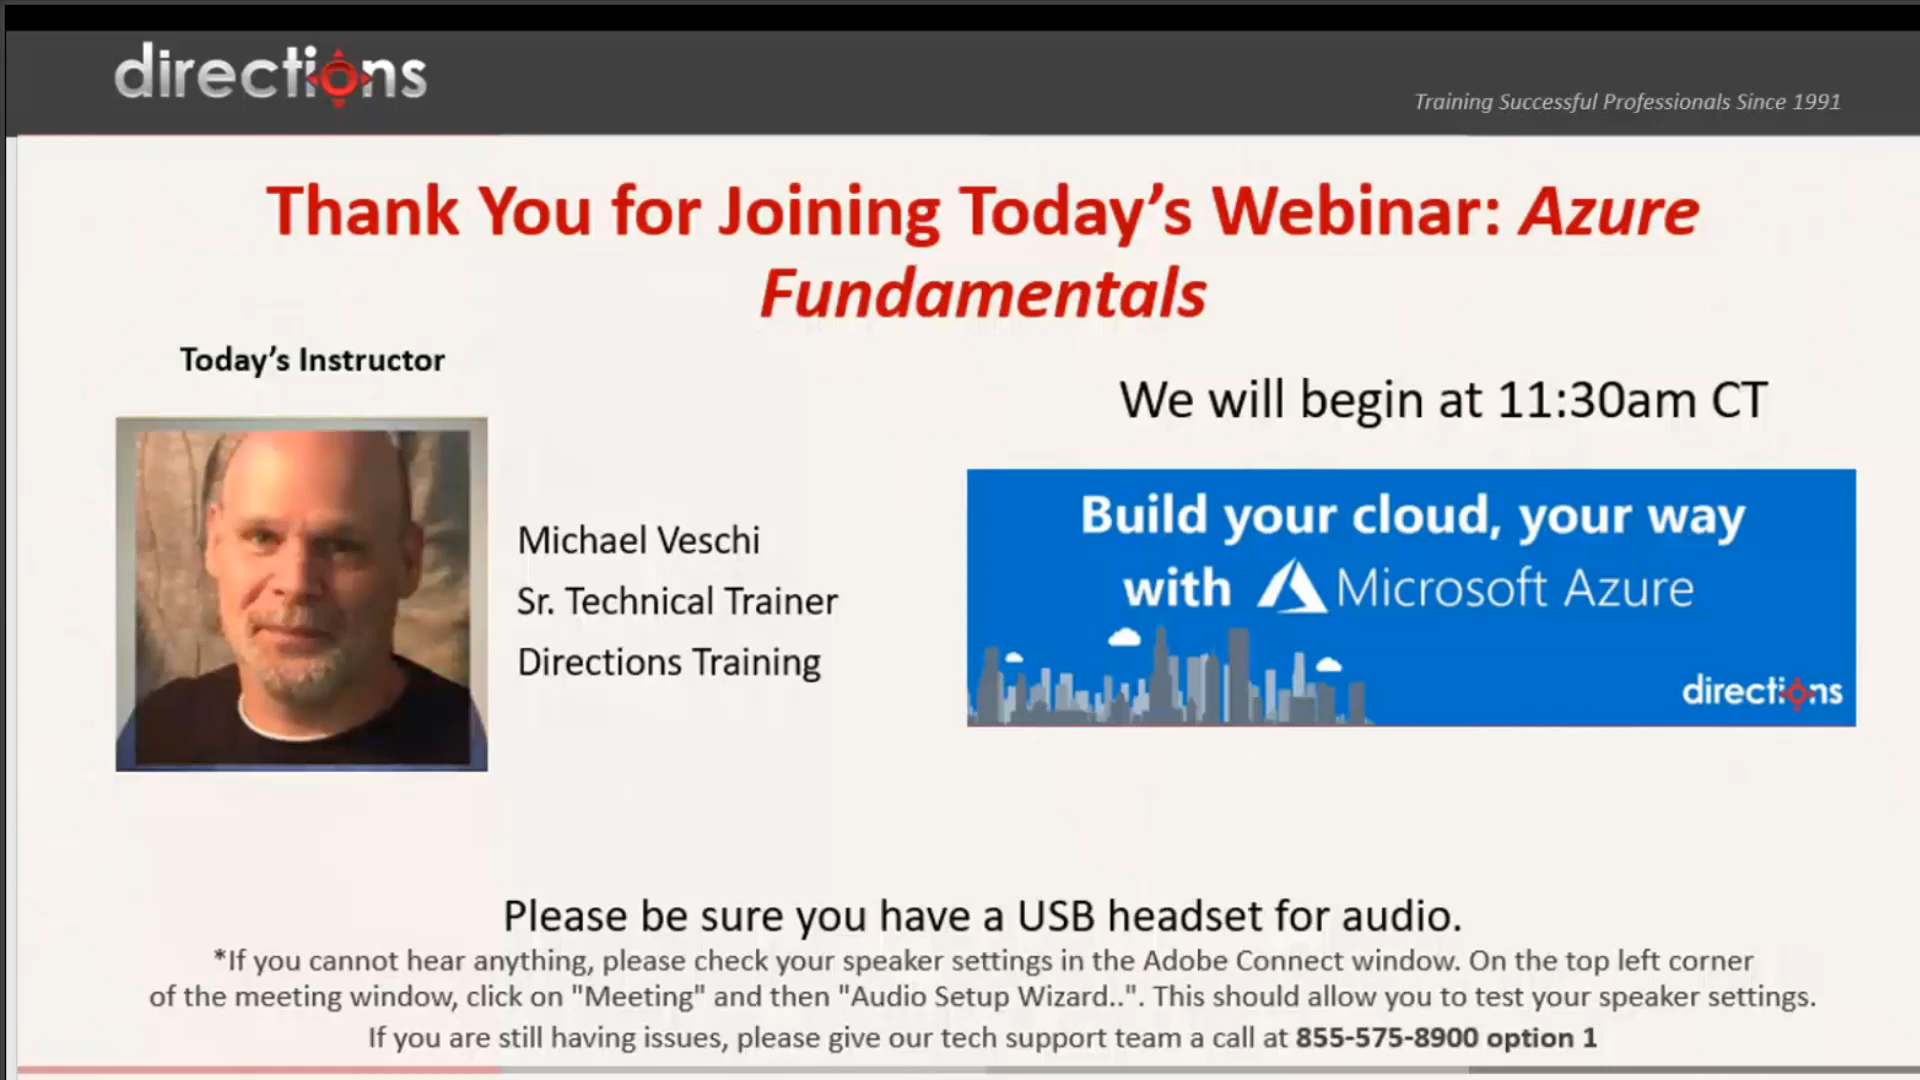 directions
Training Successful Professionals Since 1991
Thank You for Joining Today’s Webinar: Azure
Fundamentals
Today’s Instructor
We will begin at 11:30am CT
Michael Veschi
Sr. Technical Trainer
Directions Training
Build your cloud, your way
with Microsoft Azure
directions
Please be sure you have a USB headset for audio.
*If you cannot hear anything, please check your speaker settings in the Adobe Connect window. On the top left corner
of the meeting window, click on "Meeting" and then "Audio Setup Wizard..". This should allow you to test your speaker settings.
If you are still having issues, please give our tech support team a call at 855-575-8900 option 1